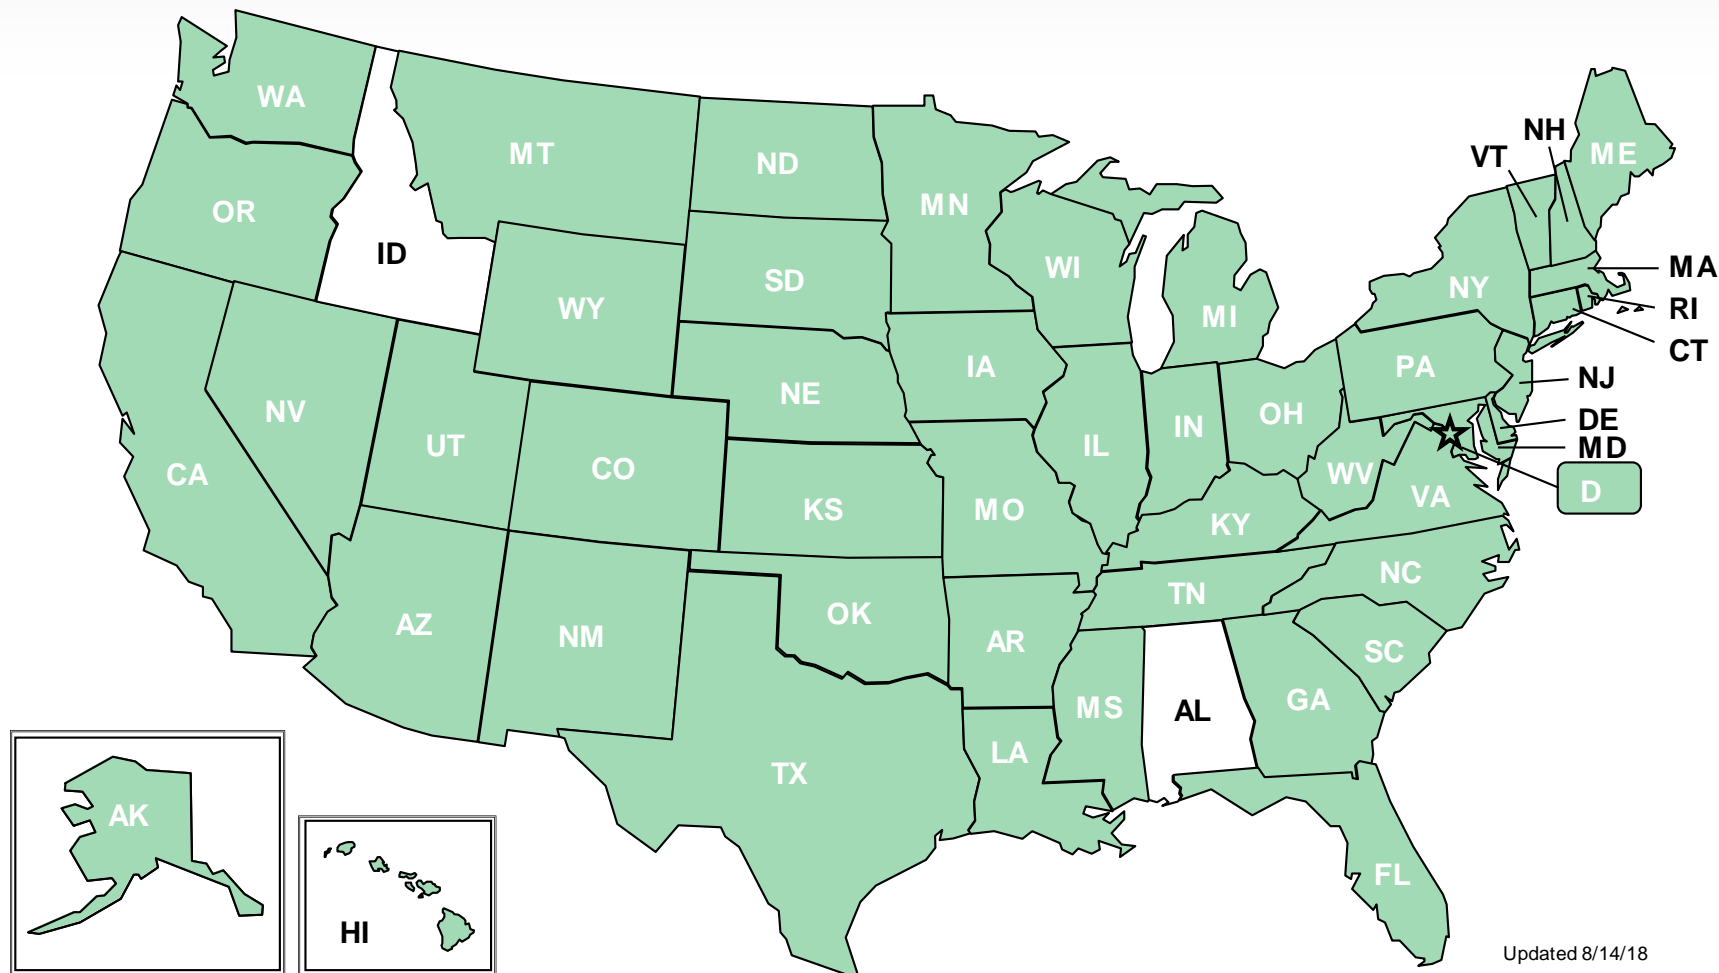 WA
MT
ND
MN
OR
ID
WY
SD
WI
MI
NH
VT
ME
NY
MA
RI
CT
NJ
DE
MD
D
PA
IA
NE
NV
UT
CO
CA
KS
MO
IL
IN
OH
WV
VA
KY
TN
NC
SC
AZ
NM
OK
AR
MS
AL
GA
LA
TX
FL
AK
HI
Updated 8/14/18